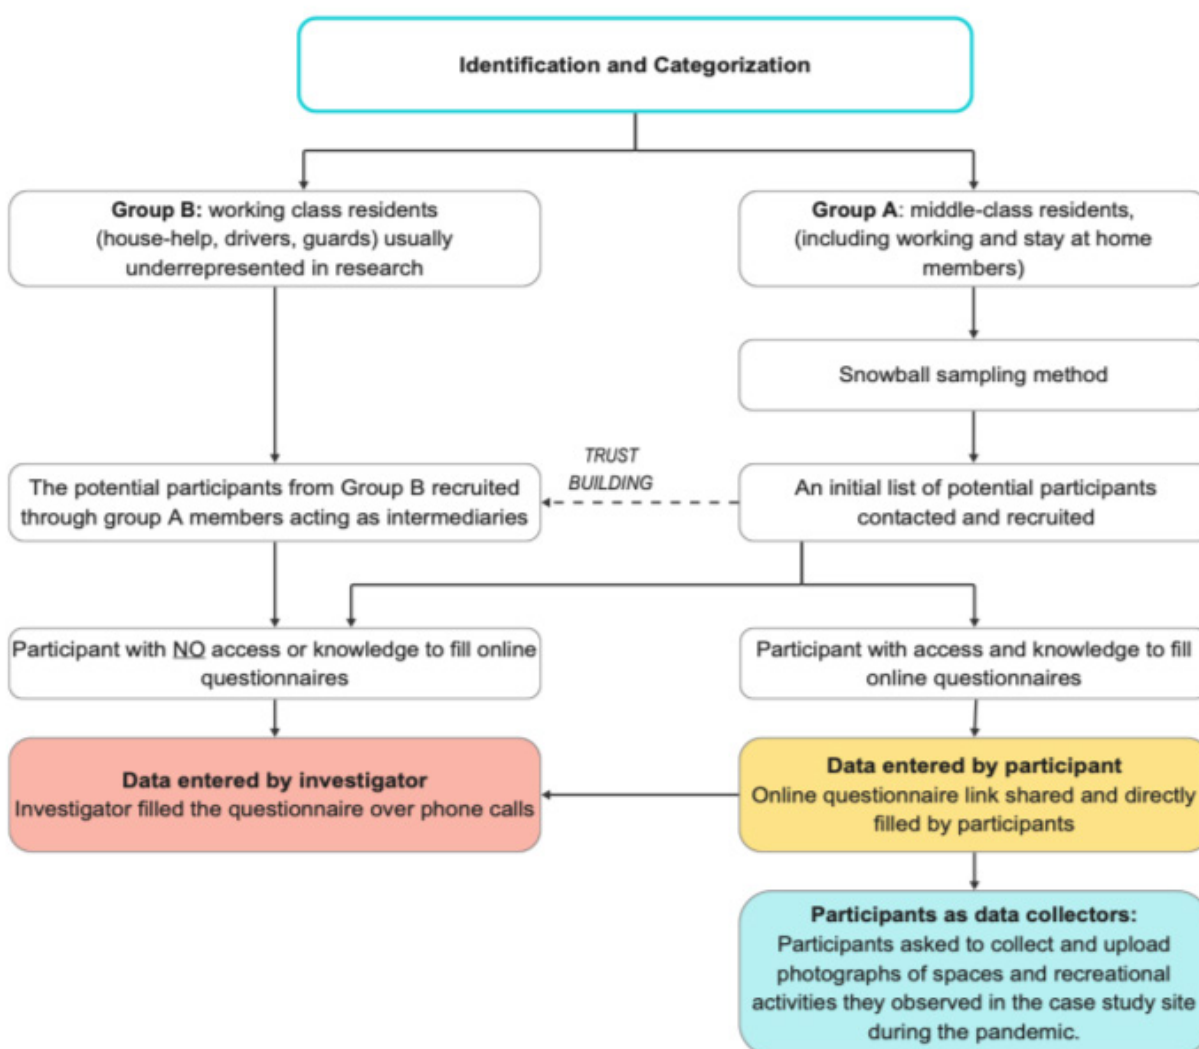 Identification and Categorization
Group B: working class residents
(house-help, drivers, guards) usually
underrepresented in research
Group A: middle-class residents,
(including working and stay at home
members)
Snowball sampling method
TRUST
BUILDING
The potential participants from Group B recruited
through group A members acting as intermediaries
An initial list of potential participants
contacted and recruited
Participant with NO access or knowledge to fill online
questionnaires
Participant with access and knowledge to fill
online questionnaires
Data entered by investigator
Investigator filled the questionnaire over phone calls
Data entered by participant
Online questionnaire link shared and directly
filled by participants
Participants as data collectors:
Participants asked to collect and upload
photographs of spaces and recreational
activities they observed in the case study site
during the pandemic.